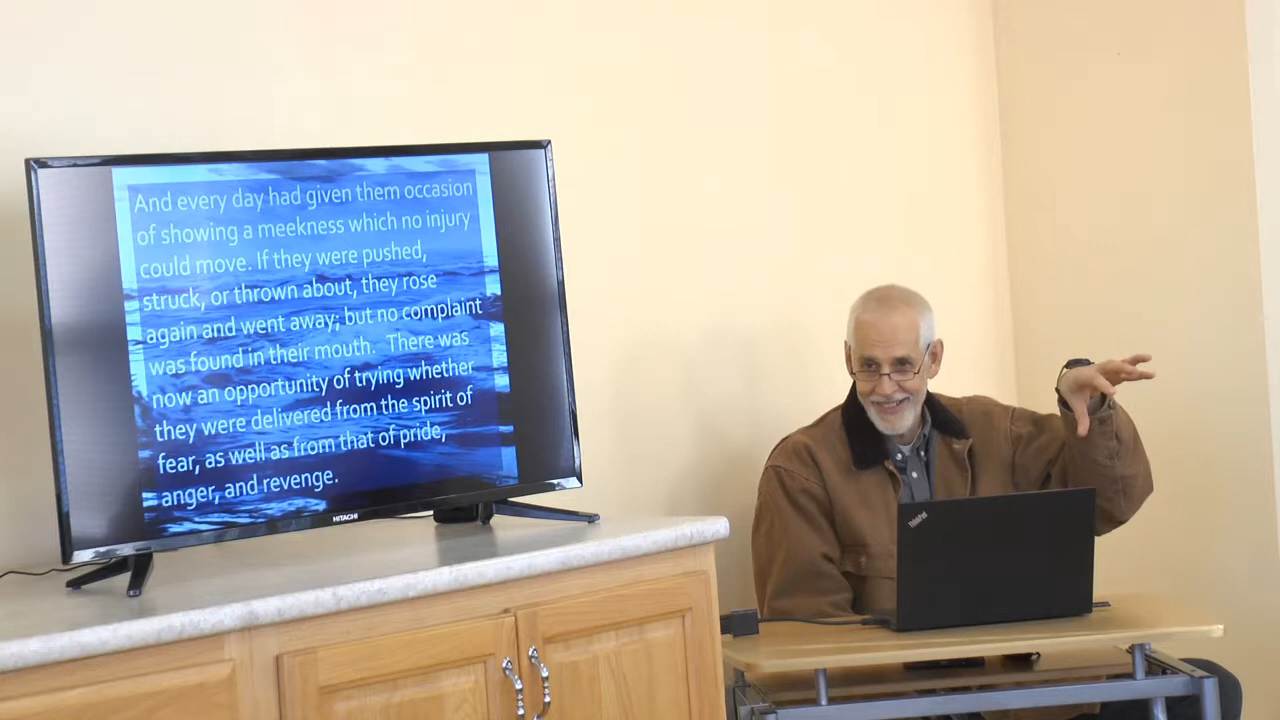 And every day had given them occasion
of showing a meekness which no injury
could move. If they were pushed,
struck, or thrown about, they rose
again and went away; but no complaint
was found in their mouth. There was
now an opportunity of trying whether
they were delivered from the spirit of
fear, as well as from that of pride,
anger, and revenge.
HITACHI
ThinkPad